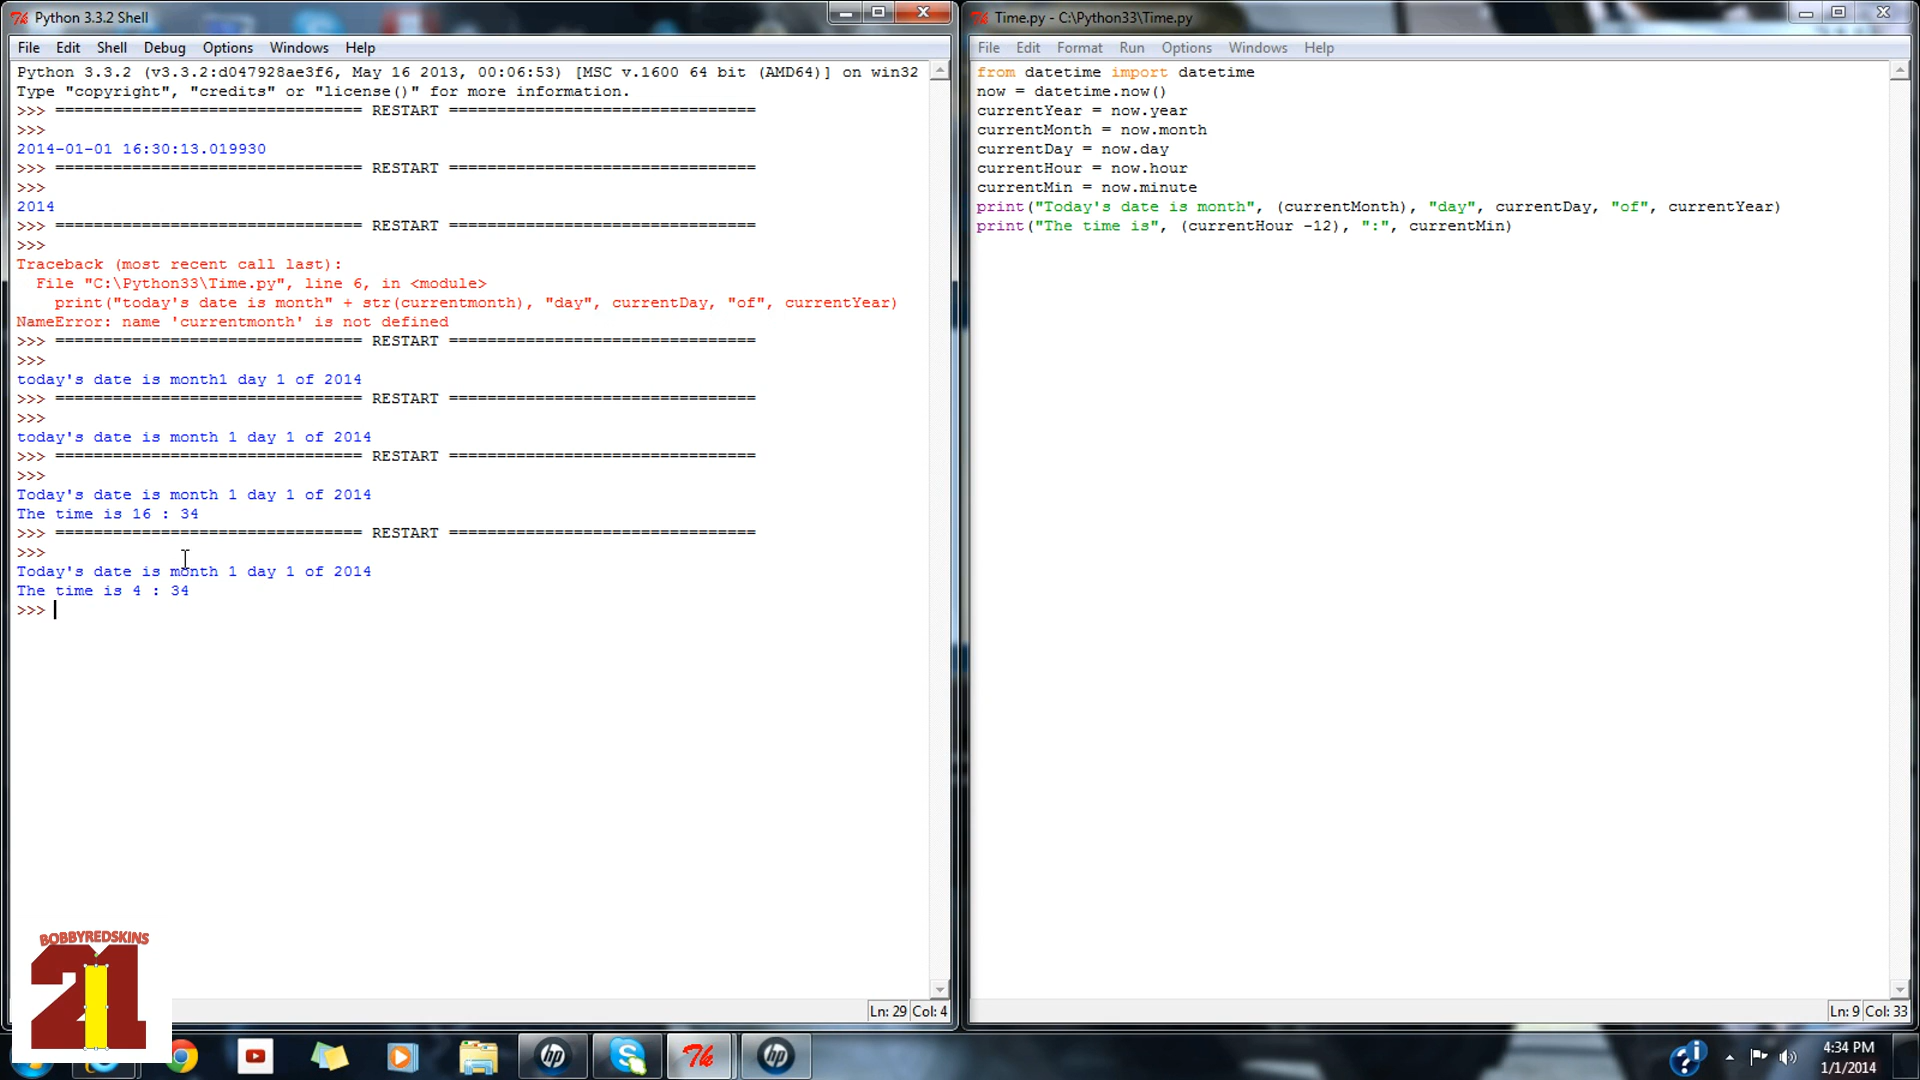 Python 3.3.2 Shell
File Edit Shell Debug Options Windows Help
Python 3.3.2 (v3.3.2:d047928ae3f6, May 16 2013, 00:06:53) [MSC v.1600 64 bit (AMD64)] on win32
Type "copyright", "credits" or "license()" for more information.
>>> ================================ RESTART ================================
>>>
2014-01-01 16:30:13.019930
>>> ================================ RESTART ================================
>>>
2014
>>> ================================ RESTART ================================
>>>
Traceback (most recent call last):
  File "C:\Python33\Time.py", line 6, in <module>
    print("today's date is month" + str(currentmonth), "day", currentDay, "of", currentYear)
NameError: name 'currentmonth' is not defined
>>> ================================ RESTART ================================
>>>
today's date is month1 day 1 of 2014
>>> ================================ RESTART ================================
>>>
today's date is month 1 day 1 of 2014
>>> ================================ RESTART ================================
>>>
Today's date is month 1 day 1 of 2014
The time is 16 : 34
>>> ================================ RESTART ================================
>>>
Today's date is month 1 day 1 of 2014
The time is 4 : 34
>>>
Ln: 29 Col: 4
Time.py - C:\Python33\Time.py
File Edit Format Run Options Windows Help
from datetime import datetime
now = datetime.now()
currentYear = now.year
currentMonth = now.month
currentDay = now.day
currentHour = now.hour
currentMin = now.minute
print("Today's date is month", (currentMonth), "day", currentDay, "of", currentYear)
print("The time is", (currentHour -12), ":", currentMin)
Ln: 9 Col: 33
BOBBYREDSKINS
21
4:34 PM
1/1/2014